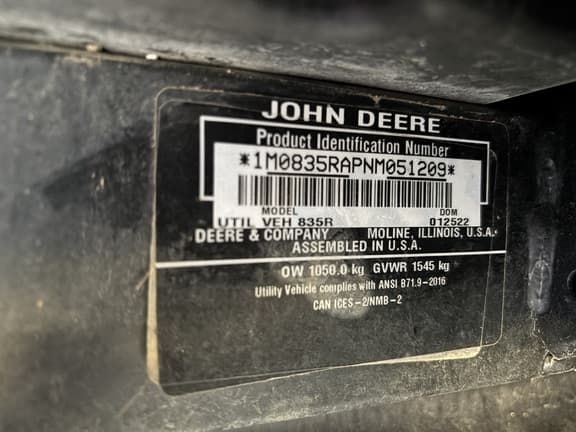 JOHN DEERE
Product Identification Number
*1M0835RAPNM051209*
MODEL DOM
UTIL VEH 835R 012522
DEERE & COMPANY MOLINE, ILLINOIS, U.S.A.
ASSEMBLED IN U.S.A.
OW 1050.0 kg GVWR 1545 kg
Utility Vehicle complies with ANSI B71.9-2016
CAN ICES-2/NMB-2